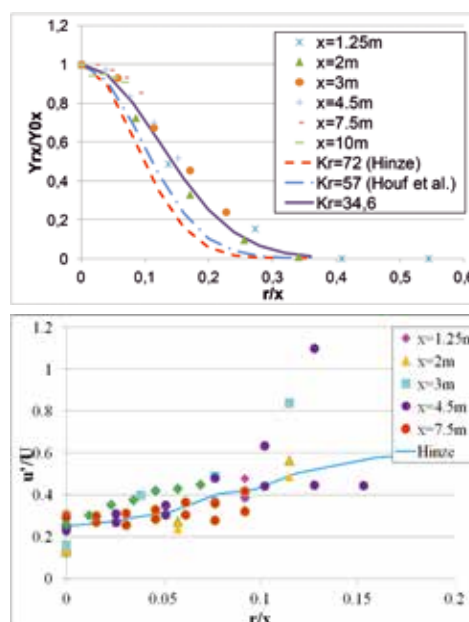 1,2
1
0,8
0,6
0,4
0,2
0
0 0,1 0,2 0,3 0,4 0,5 0,6
Yrx/Y0x
r/x
x=1.25m
x=2m
x=3m
x=4.5m
x=7.5m
x=10m
Kr=72 (Hinze)
Kr=57 (Houf et al.)
Kr=34,6
1.2
1
0.8
0.6
0.4
0.2
0
0 0.05 0.1 0.15 0.2
u'/U
r/x
x=1.25m
x=2m
x=3m
x=4.5m
x=7.5m
Hinze